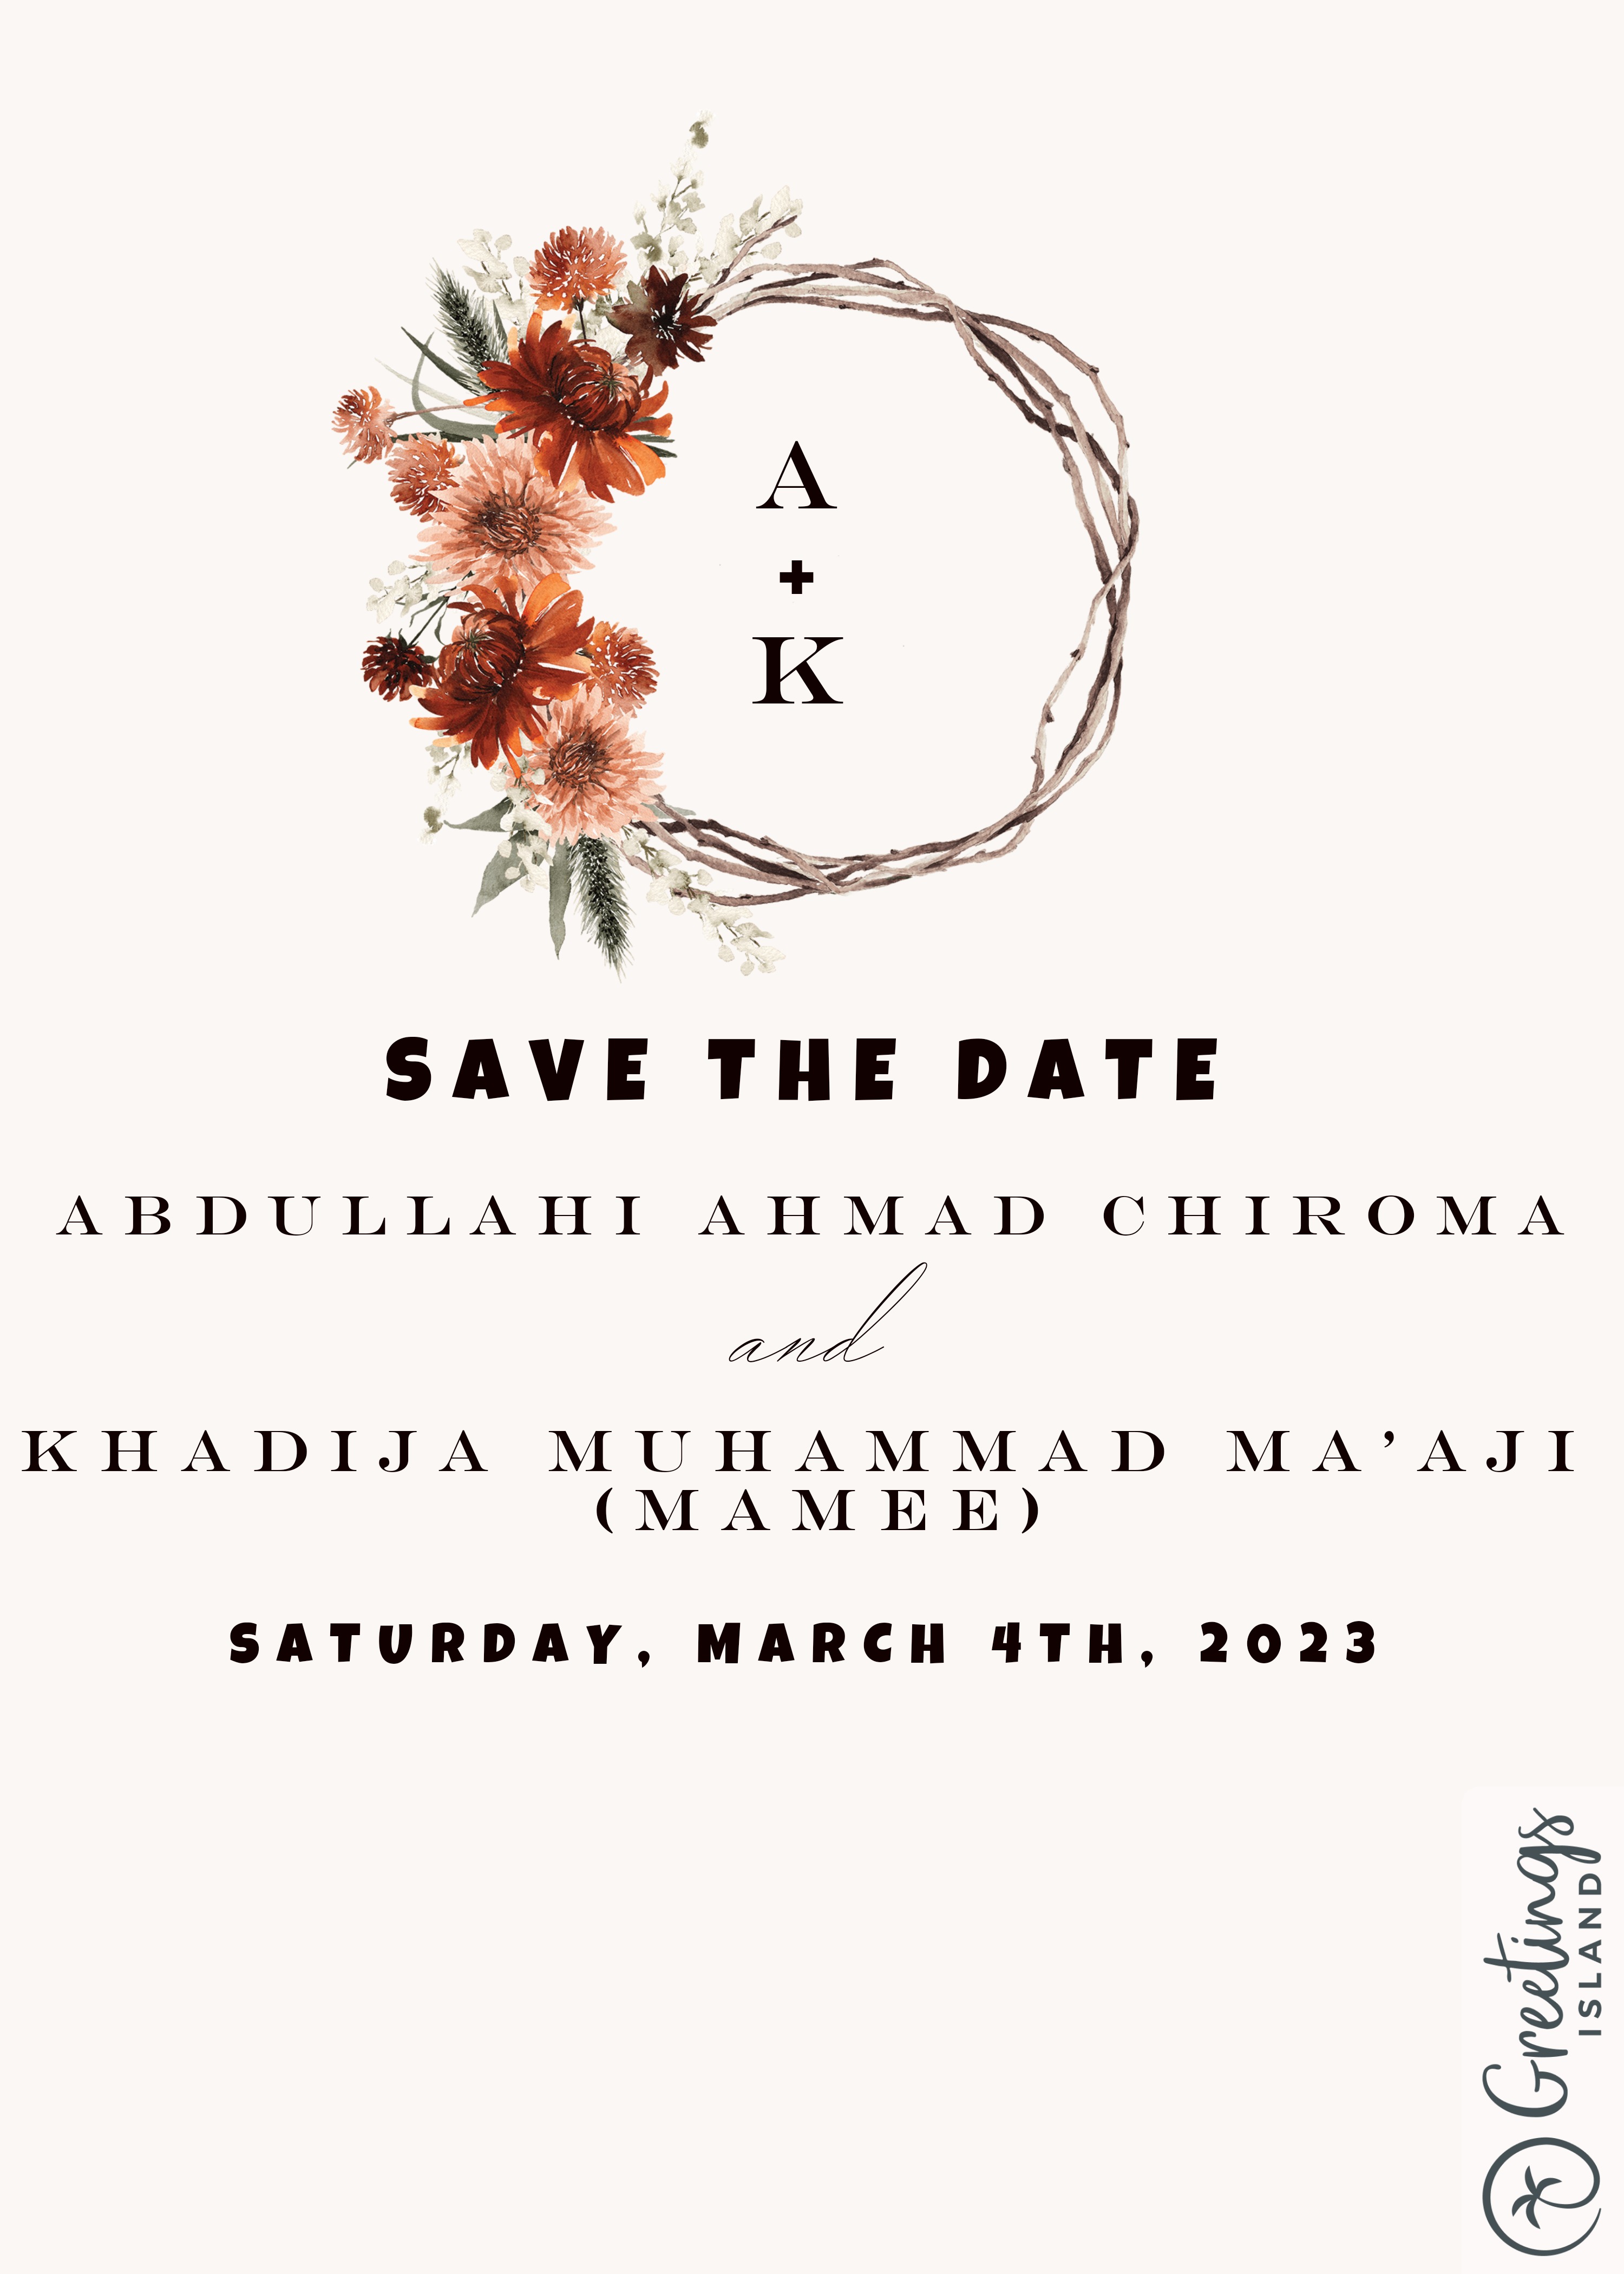 A
+
K
SAVE THE DATE
ABDULLAHI AHMAD CHIROMA
and
KHADIJA MUHAMMAD MA’AJI
(MAMEE)
SATURDAY, MARCH 4TH, 2023
Greetings
ISLAND